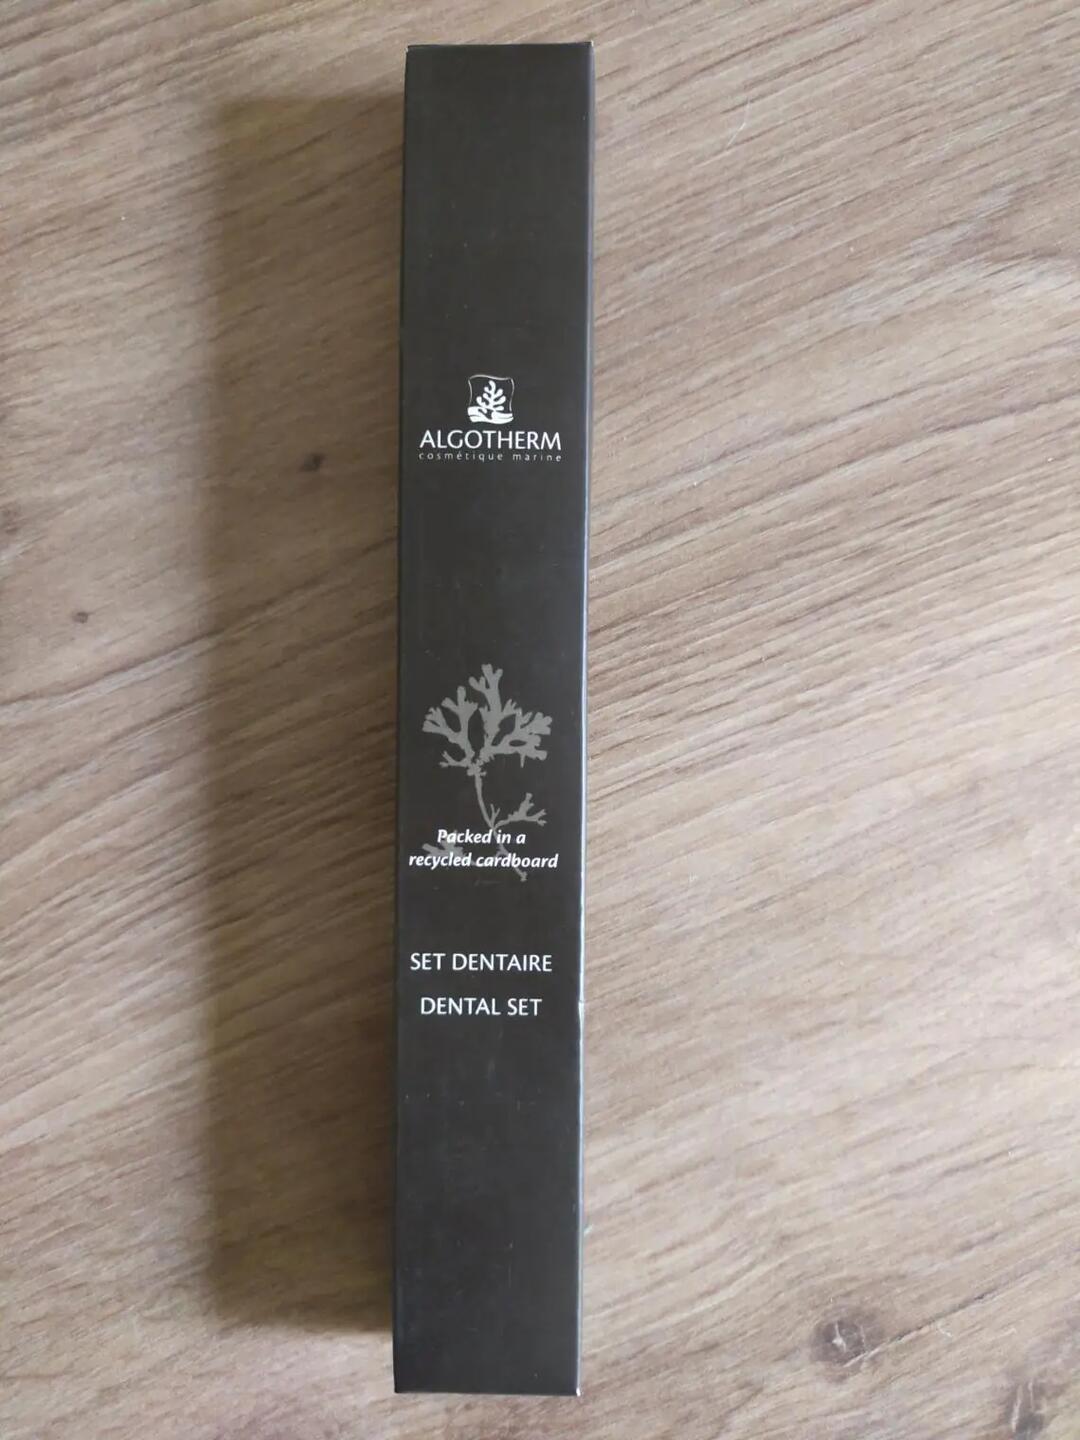 ALGOTHERM
cosmétique marine
Packed in a
recycled cardboard
SET DENTAIRE
DENTAL SET